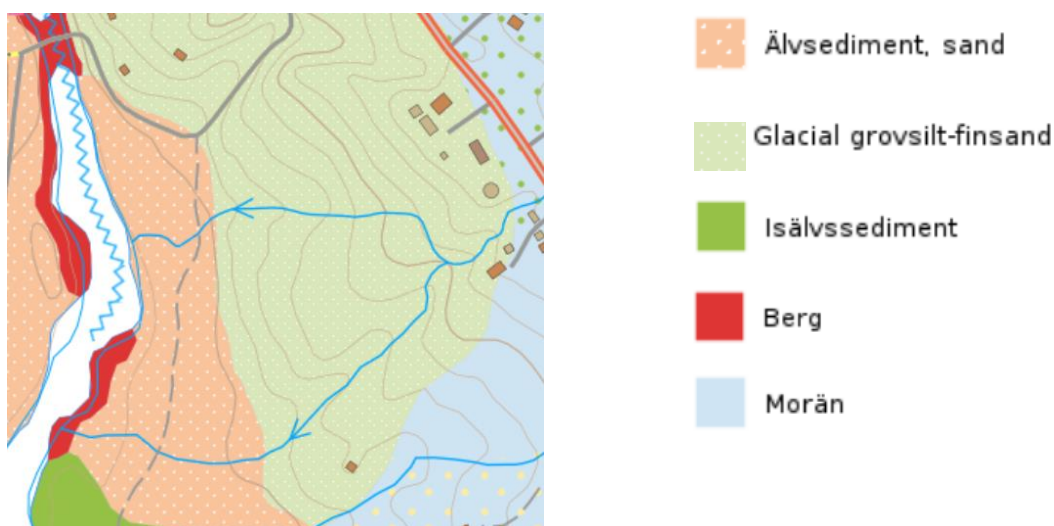 Älvsediment, sand
Glacial grovsilt-finsand
Isälvssediment
Berg
Morän